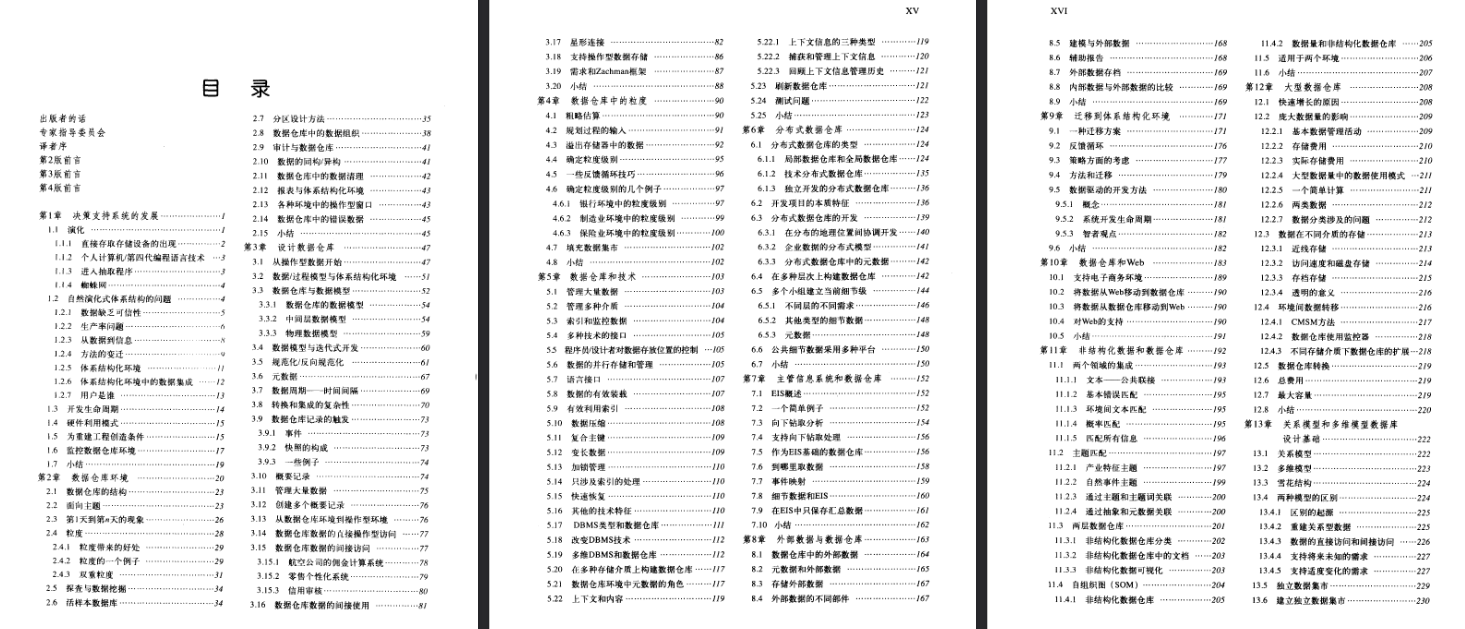 目 录
出版者的话
专家指导委员会
译者序
第2版前言
第3版前言
第4版前言
第1章 决策支持系统的发展 ……1
1.1 演化 ……1
1.1.1 直接存取存储设备的出现 ……2
1.1.2 个人计算机/第四代编程语言技术 …3
1.1.3 进入抽取程序 ……3
1.1.4 蜘蛛网 ……4
1.2 自然演化式体系结构的问题 ……4
1.2.1 数据缺乏可信性 ……5
1.2.2 生产率问题 ……6
1.2.3 从数据到信息 ……8
1.2.4 方法的变迁 ……9
1.2.5 体系结构化环境 ……11
1.2.6 体系结构化环境中的数据集成 ……12
1.2.7 用户是谁 ……13
1.3 开发生命周期 ……14
1.4 硬件利用模式 ……15
1.5 为重建工程创造条件 ……15
1.6 监控数据仓库环境 ……17
1.7 小结 ……19
第2章 数据仓库环境 ……20
2.1 数据仓库的结构 ……23
2.2 面向主题 ……23
2.3 第1天到第n天的现象 ……26
2.4 粒度 ……28
2.4.1 粒度带来的好处 ……29
2.4.2 粒度的一个例子 ……29
2.4.3 双重粒度 ……31
2.5 探查与数据挖掘 ……34
2.6 活样本数据库 ……34
2.7 分区设计方法 ……35
2.8 数据仓库中的数据组织 ……38
2.9 审计与数据仓库 ……41
2.10 数据的同构/异构 ……41
2.11 数据仓库中的数据清理 ……42
2.12 报表与体系结构化环境 ……43
2.13 各种环境中的操作型窗口 ……43
2.14 数据仓库中的错误数据 ……45
2.15 小结 ……45
第3章 设计数据仓库 ……47
3.1 从操作型数据开始 ……47
3.2 数据/过程模型与体系结构化环境 ……51
3.3 数据仓库与数据模型 ……52
3.3.1 数据仓库的数据模型 ……54
3.3.2 中间层数据模型 ……54
3.3.3 物理数据模型 ……59
3.4 数据模型与迭代式开发 ……60
3.5 规范化/反向规范化 ……61
3.6 元数据 ……67
3.7 数据周期——时间间隔 ……69
3.8 转换和集成的复杂性 ……70
3.9 数据仓库记录的触发 ……73
3.9.1 事件 ……73
3.9.2 快照的构成 ……73
3.9.3 一些例子 ……74
3.10 概要记录 ……74
3.11 管理大量数据 ……75
3.12 创建多个概要记录 ……76
3.13 从数据仓库环境到操作型环境 ……76
3.14 数据仓库数据的直接操作型访问 ……77
3.15 数据仓库数据的间接访问 ……77
3.15.1 航空公司的佣金计算系统 ……78
3.15.2 零售个性化系统 ……79
3.15.3 信用审核 ……80
3.16 数据仓库数据的间接使用 ……81
XV
3.17 星形连接 ……82
3.18 支持操作型数据存储 ……86
3.19 需求和Zachman框架 ……87
3.20 小结 ……88
第4章 数据仓库中的粒度 ……90
4.1 粗略估算 ……90
4.2 规划过程的输入 ……91
4.3 溢出存储器中的数据 ……92
4.4 确定粒度级别 ……95
4.5 一些反馈循环技巧 ……96
4.6 确定粒度级别的几个例子 ……97
4.6.1 银行环境中的粒度级别 ……97
4.6.2 制造业环境中的粒度级别 ……99
4.6.3 保险业环境中的粒度级别 ……100
4.7 填充数据集市 ……102
4.8 小结 ……102
第5章 数据仓库和技术 ……103
5.1 管理大量数据 ……103
5.2 管理多种介质 ……104
5.3 索引和监控数据 ……104
5.4 多种技术的接口 ……105
5.5 程序员/设计者对数据存放位置的控制 …105
5.6 数据的并行存储和管理 ……105
5.7 语言接口 ……107
5.8 数据的有效装载 ……107
5.9 有效利用索引 ……108
5.10 数据压缩 ……108
5.11 复合主键 ……109
5.12 变长数据 ……109
5.13 加锁管理 ……110
5.14 只涉及索引的处理 ……110
5.15 快速恢复 ……110
5.16 其他的技术特征 ……110
5.17 DBMS类型和数据仓库 ……111
5.18 改变DBMS技术 ……112
5.19 多维DBMS和数据仓库 ……112
5.20 在多种存储介质上构建数据仓库 ……117
5.21 数据仓库环境中元数据的角色 ……117
5.22 上下文和内容 ……119
5.22.1 上下文信息的三种类型 ……119
5.22.2 捕获和管理上下文信息 ……120
5.22.3 回顾上下文信息管理历史 ……121
5.23 刷新数据仓库 ……121
5.24 测试问题 ……122
5.25 小结 ……123
第6章 分布式数据仓库 ……124
6.1 分布式数据仓库的类型 ……124
6.1.1 局部数据仓库和全局数据仓库 ……124
6.1.2 技术分布式数据仓库 ……135
6.1.3 独立开发的分布式数据仓库 ……136
6.2 开发项目的本质特征 ……136
6.3 分布式数据仓库的开发 ……139
6.3.1 在分布的地理位置间协调开发 ……140
6.3.2 企业数据的分布式模型 ……141
6.3.3 分布式数据仓库中的元数据 ……142
6.4 在多种层次上构建数据仓库 ……142
6.5 多个小组建立当前细节级 ……144
6.5.1 不同层的不同需求 ……146
6.5.2 其他类型的细节数据 ……148
6.5.3 元数据 ……148
6.6 公共细节数据采用多种平台 ……150
6.7 小结 ……150
第7章 主管信息系统和数据仓库 ……152
7.1 EIS概述 ……152
7.2 一个简单例子 ……152
7.3 向下钻取分析 ……154
7.4 支持向下钻取处理 ……156
7.5 作为EIS基础的数据仓库 ……156
7.6 到哪里取数据 ……158
7.7 事件映射 ……159
7.8 细节数据和EIS ……160
7.9 在EIS中只保存汇总数据 ……161
7.10 小结 ……162
第8章 外部数据与数据仓库 ……163
8.1 数据仓库中的外部数据 ……164
8.2 元数据和外部数据 ……165
8.3 存储外部数据 ……167
8.4 外部数据的不同部件 ……167
XVI
8.5 建模与外部数据 ……168
8.6 辅助报告 ……168
8.7 外部数据存档 ……169
8.8 内部数据与外部数据的比较 ……169
8.9 小结 ……169
第9章 迁移到体系结构化环境 ……171
9.1 一种迁移方案 ……171
9.2 反馈循环 ……176
9.3 策略方面的考虑 ……177
9.4 方法和迁移 ……179
9.5 数据驱动的开发方法 ……180
9.5.1 概念 ……181
9.5.2 系统开发生命周期 ……181
9.5.3 智者观点 ……182
9.6 小结 ……182
第10章 数据仓库和Web ……183
10.1 支持电子商务环境 ……189
10.2 将数据从Web移动到数据仓库 ……190
10.3 将数据从数据仓库移动到Web ……190
10.4 对Web的支持 ……190
10.5 小结 ……191
第11章 非结构化数据和数据仓库 ……192
11.1 两个领域的集成 ……193
11.1.1 文本——公共联接 ……193
11.1.2 基本错误匹配 ……195
11.1.3 环境间文本匹配 ……195
11.1.4 概率匹配 ……195
11.1.5 匹配所有信息 ……196
11.2 主题匹配 ……197
11.2.1 产业特征主题 ……197
11.2.2 自然事件主题 ……199
11.2.3 通过主题和主题词关联 ……200
11.2.4 通过抽象和元数据关联 ……200
11.3 两层数据仓库 ……201
11.3.1 非结构化数据仓库分类 ……202
11.3.2 非结构化数据仓库中的文档 ……203
11.3.3 非结构化数据可视化 ……203
11.4 自组织图（SOM） ……204
11.4.1 非结构化数据仓库 ……205
11.4.2 数据量和非结构化数据仓库 ……205
11.5 适用于两个环境 ……206
11.6 小结 ……207
第12章 大型数据仓库 ……208
12.1 快速增长的原因 ……208
12.2 庞大数据量的影响 ……209
12.2.1 基本数据管理活动 ……209
12.2.2 存储费用 ……210
12.2.3 实际存储费用 ……210
12.2.4 大型数据量中的数据使用模式 …211
12.2.5 一个简单计算 ……211
12.2.6 两类数据 ……212
12.2.7 数据分类涉及的问题 ……212
12.3 数据在不同介质的存储 ……213
12.3.1 近线存储 ……213
12.3.2 访问速度和磁盘存储 ……214
12.3.3 存档存储 ……215
12.3.4 透明的意义 ……216
12.4 环境间数据转移 ……216
12.4.1 CMSM方法 ……217
12.4.2 数据仓库使用监控器 ……218
12.4.3 不同存储介质下数据仓库的扩展 …218
12.5 数据仓库转换 ……219
12.6 总费用 ……219
12.7 最大容量 ……219
12.8 小结 ……220
第13章 关系模型和多维模型数据库
设计基础 ……222
13.1 关系模型 ……222
13.2 多维模型 ……223
13.3 雪花结构 ……224
13.4 两种模型的区别 ……224
13.4.1 区别的起源 ……225
13.4.2 重建关系型数据 ……225
13.4.3 数据的直接访问和间接访问 ……226
13.4.4 支持将来未知的需求 ……227
13.4.5 支持适度变化的需求 ……227
13.5 独立数据集市 ……229
13.6 建立独立数据集市 ……230